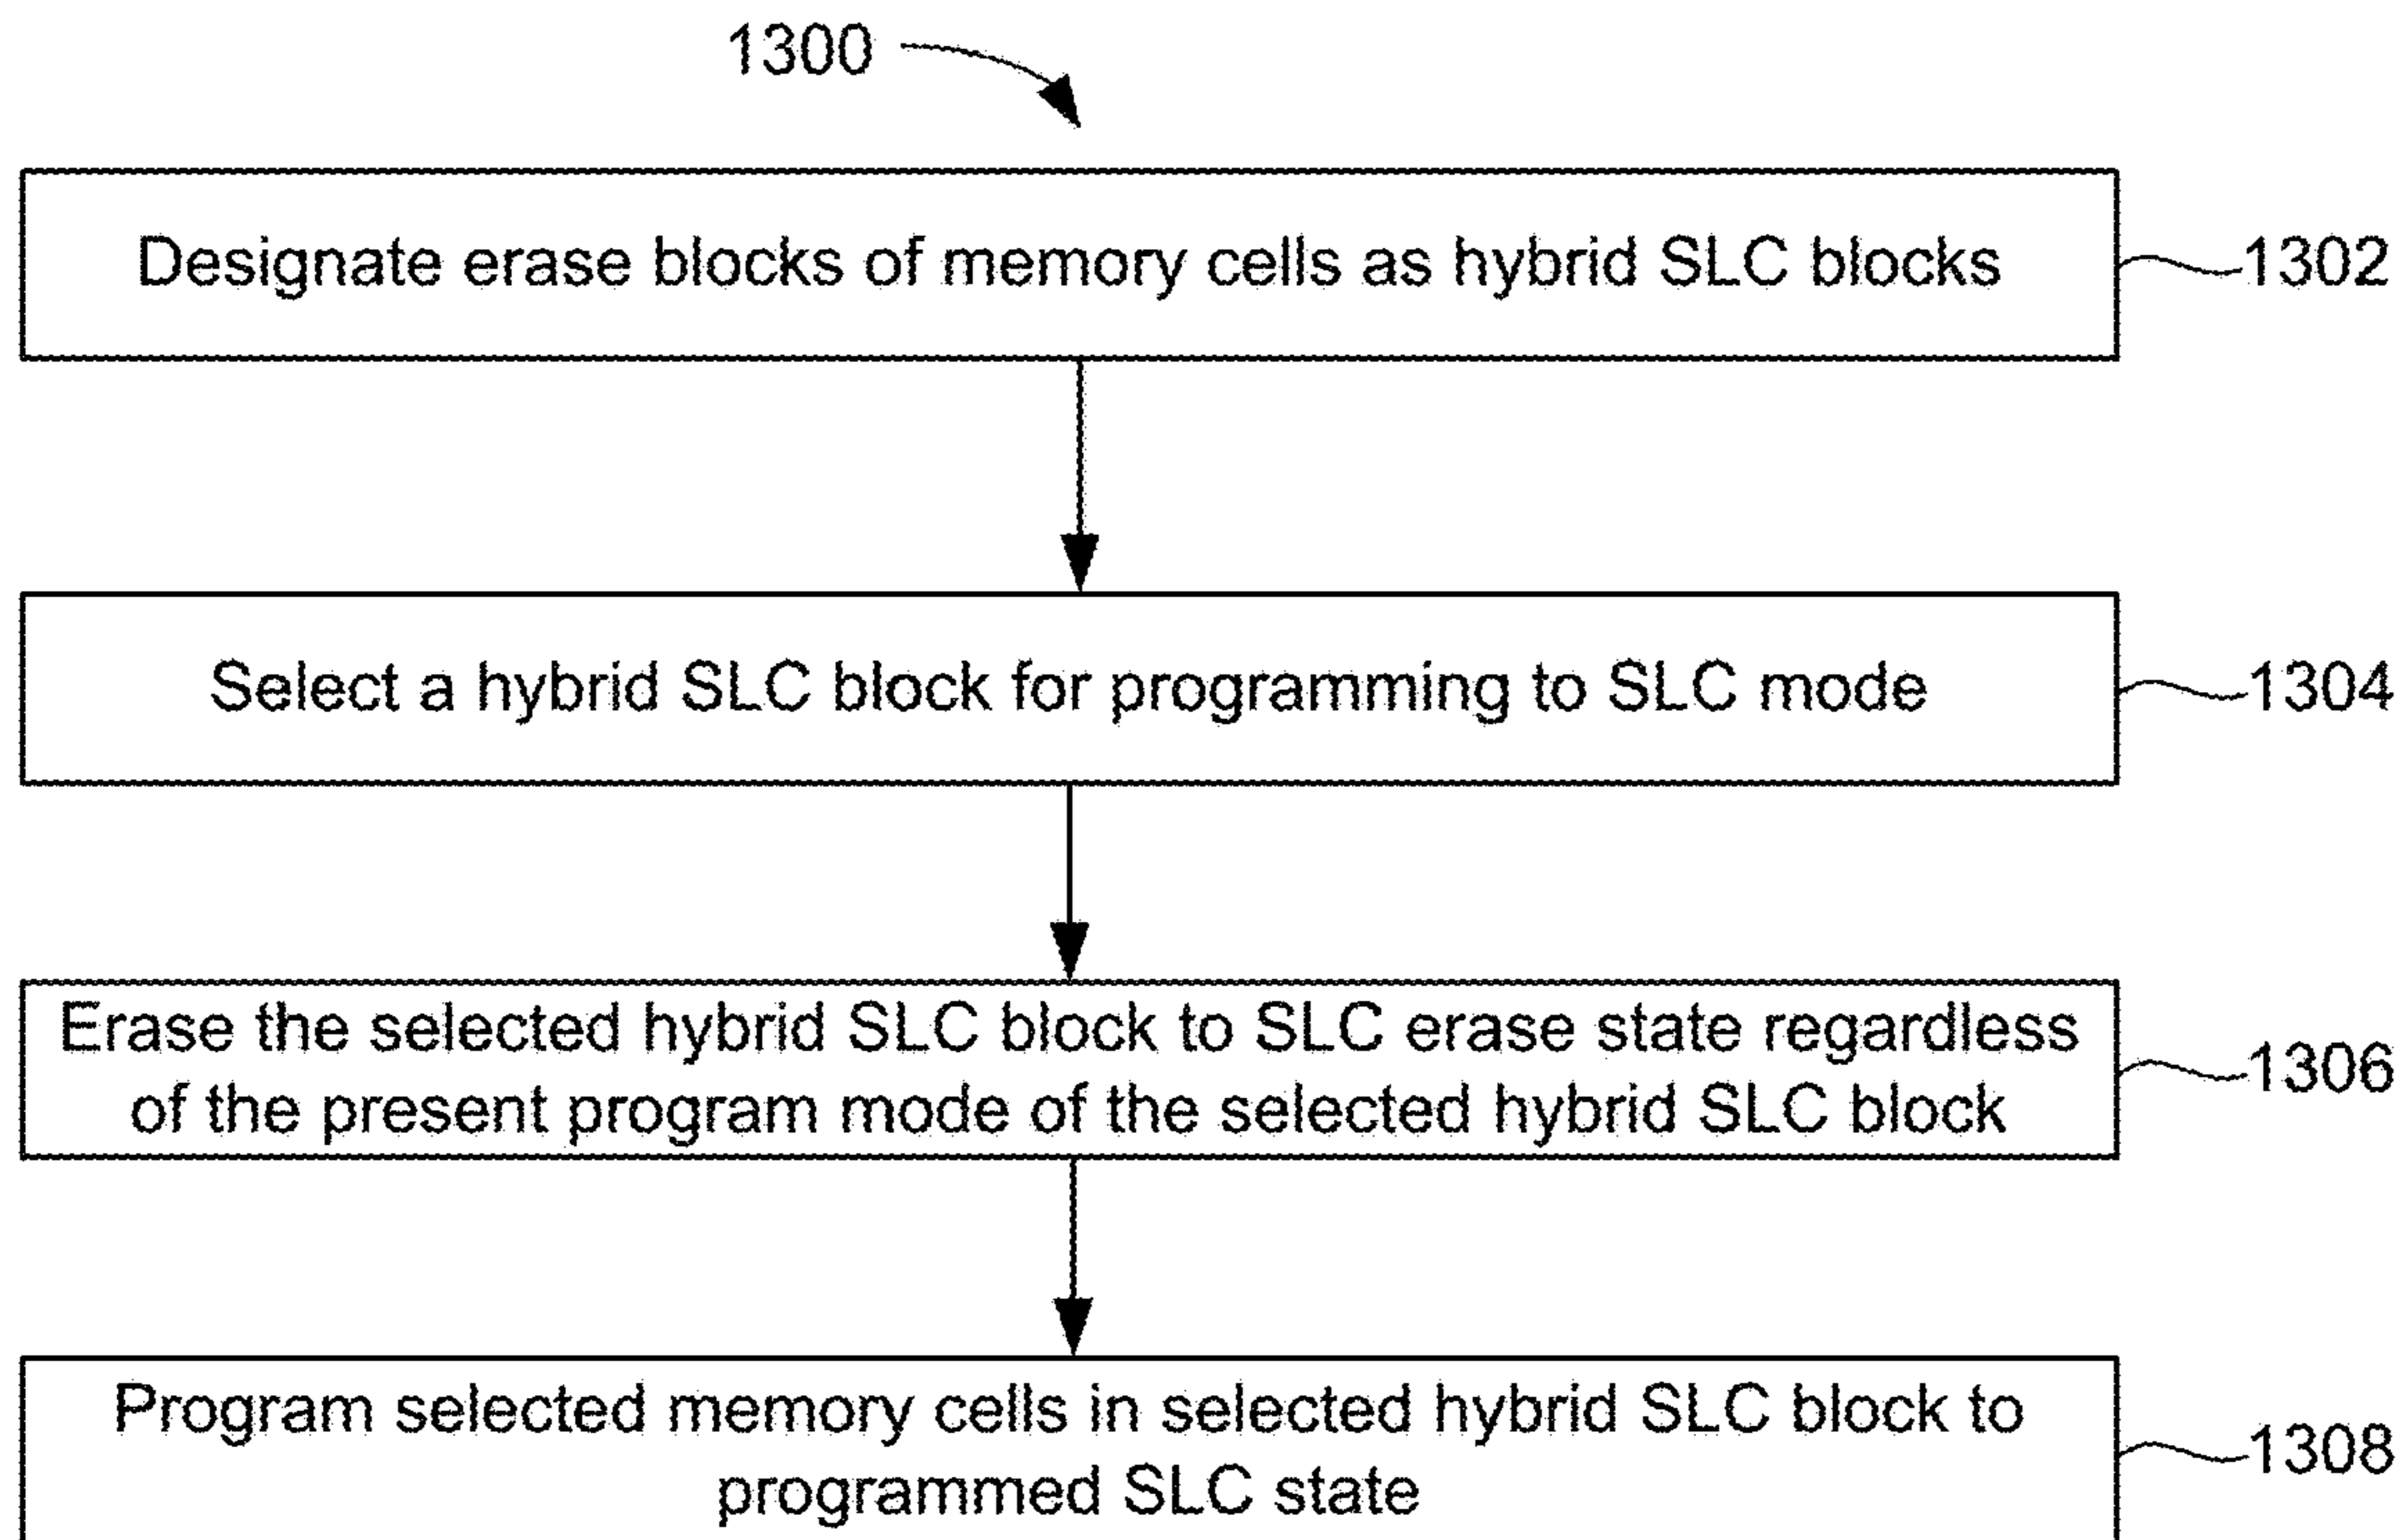 1300
Designate erase blocks of memory cells as hybrid SLC blocks
1302
Select a hybrid SLC block for programming to SLC mode
1304
Erase the selected hybrid SLC block to SLC erase state regardless
of the present program mode of the selected hybrid SLC block
1306
Program selected memory cells in selected hybrid SLC block to
programmed SLC state
1308